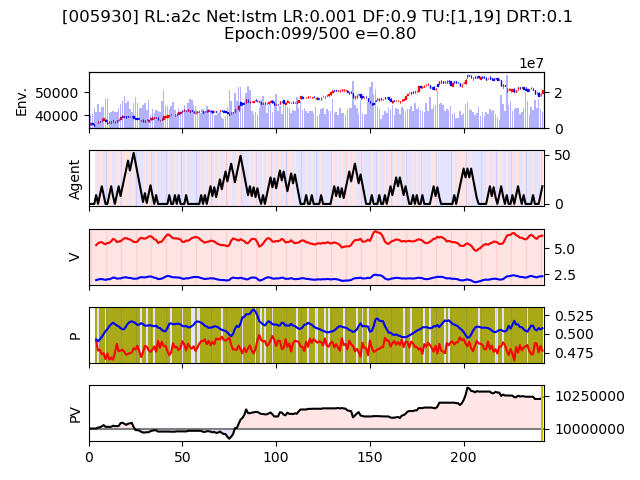 [005930] RL:a2c Net:lstm LR:0.001 DF:0.9 TU:[1,19] DRT:0.1
Epoch:099/500 e=0.80
1e7
Env.
50000
40000
2
0
Agent
50
0
V
5.0
2.5
P
0.525
0.500
0.475
PV
10250000
10000000
0
50
100
150
200